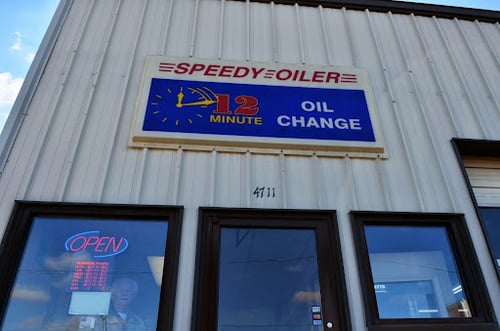 SPEEDY OILER
12
MINUTE
OIL
CHANGE
4711
OPEN